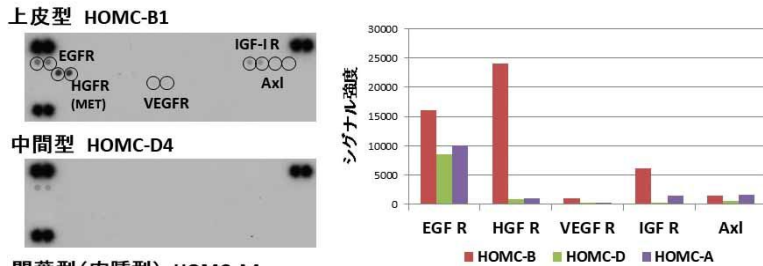 上皮型 HOMC-B1
EGFR
IGF-I R
HGFR
(MET)
VEGFR
Axl
中間型 HOMC-D4
シグナル強度
30000
25000
20000
15000
10000
5000
0
EGF R HGF R VEGF R IGF R Axl
HOMC-B HOMC-D HOMC-A